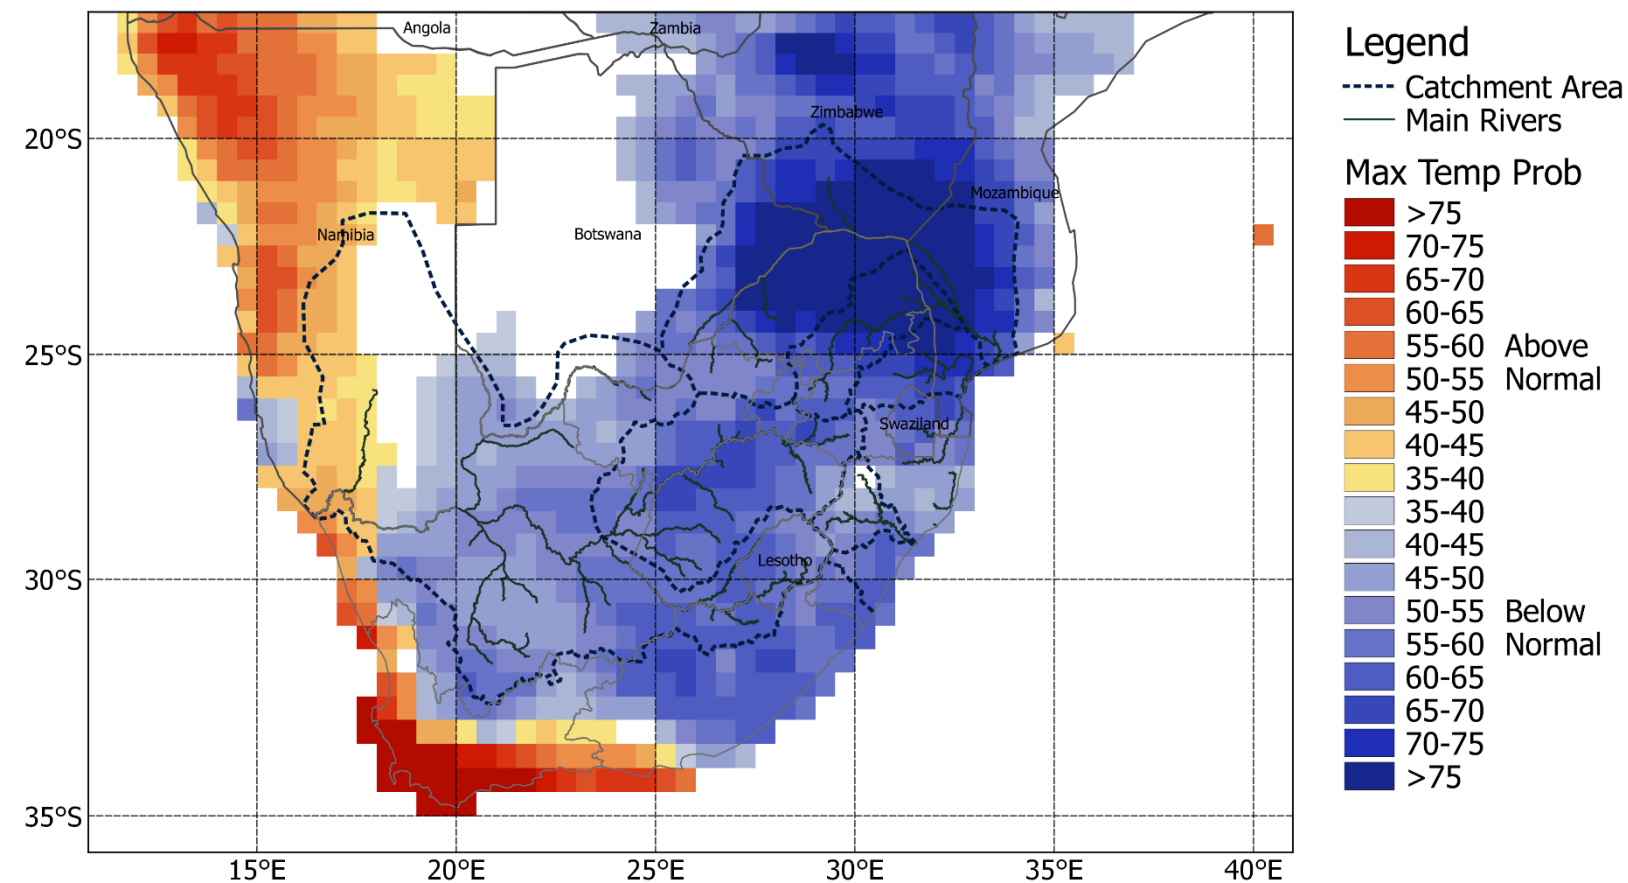 Angola
Zambia
Zimbabwe
Mozambique
Namibia
Botswana
Swaziland
Lesotho
20°S
25°S
30°S
35°S
15°E
20°E
25°E
30°E
35°E
40°E
Legend
Catchment Area
Main Rivers
Max Temp Prob
>75
70-75
65-70
60-65
55-60 Above
50-55 Normal
45-50
40-45
35-40
35-40
40-45
45-50
50-55 Below
55-60 Normal
60-65
65-70
70-75
>75